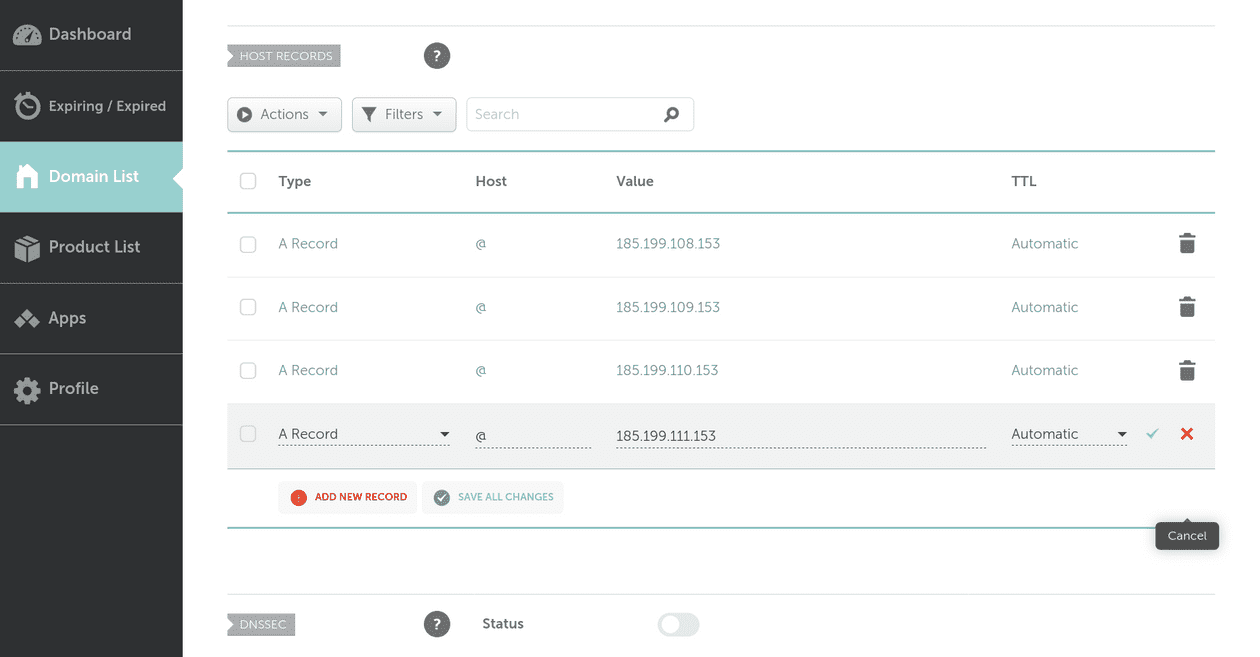 Dashboard
Expiring / Expired
Domain List
Product List
Apps
Profile
HOST RECORDS ?
Actions Filters Search
Type Host Value TTL
A Record @ 185.199.108.153 Automatic
A Record @ 185.199.109.153 Automatic
A Record @ 185.199.110.153 Automatic
A Record @ 185.199.111.153 Automatic
ADD NEW RECORD SAVE ALL CHANGES
Cancel
DNSSEC ? Status